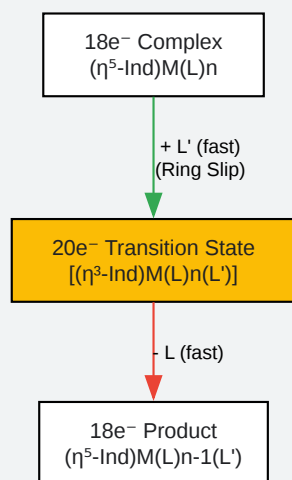 18e⁻ Complex
(η⁵-Ind)M(L)n
+ L' (fast)
(Ring Slip)
20e⁻ Transition State
[(η³-Ind)M(L)n(L')]
- L (fast)
18e⁻ Product
(η⁵-Ind)M(L)n-1(L')